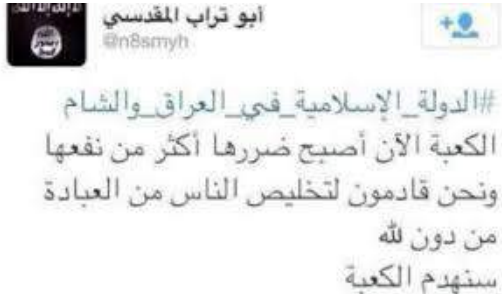 أبو تراب المقدسي
@n8smyh
#الدولة_الإسلامية_في_العراق_والشام
الكعبة الآن أصبح ضررها أكثر من نفعها
ونحن قادمون لتخليص الناس من العبادة
من دون لله
سنهدم الكعبة